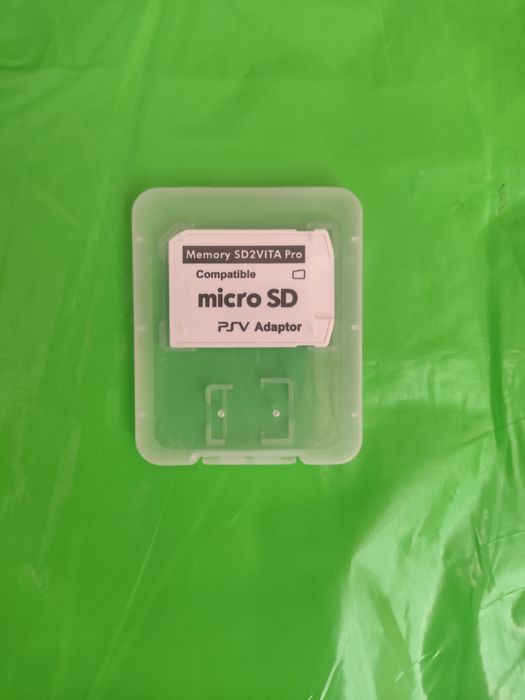 Memory SD2VITA Pro
Compatible
micro SD
PSV Adaptor